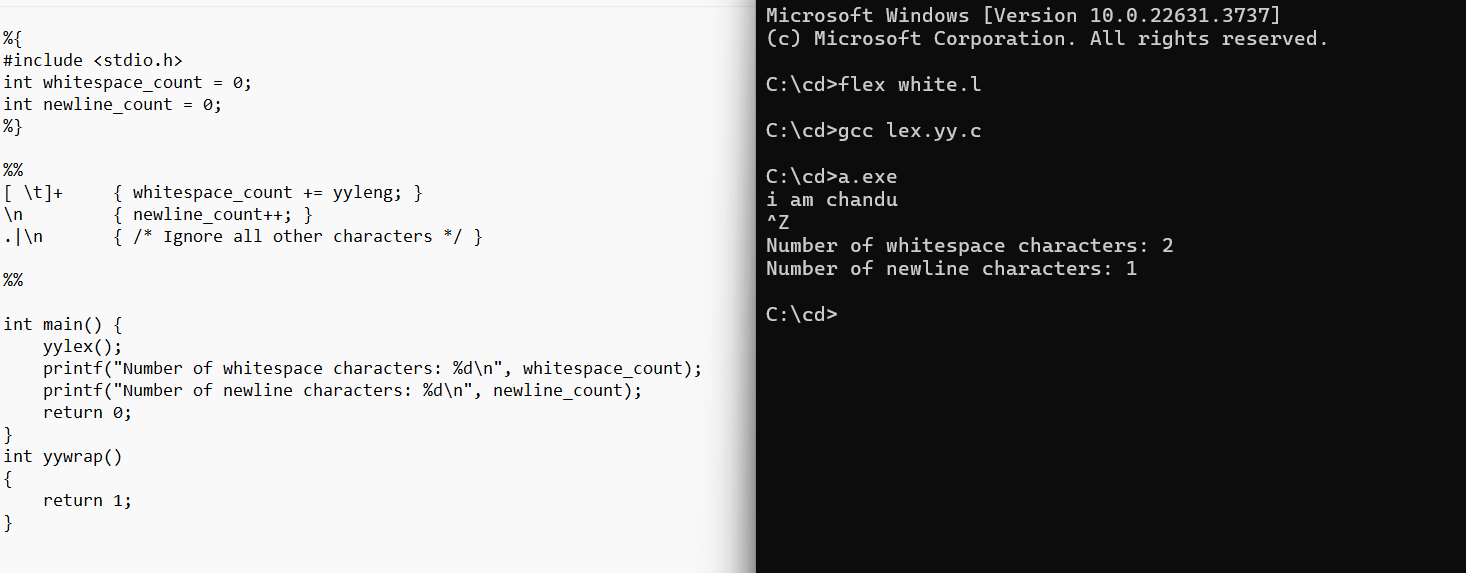 %{
#include <stdio.h>
int whitespace_count = 0;
int newline_count = 0;
%}
%%
[ \t]+     { whitespace_count += yyleng; }
\n         { newline_count++; }
.|\n       { /* Ignore all other characters */ }
%%
int main() {
    yylex();
    printf("Number of whitespace characters: %d\n", whitespace_count);
    printf("Number of newline characters: %d\n", newline_count);
    return 0;
}
int yywrap()
{
    return 1;
}
Microsoft Windows [Version 10.0.22631.3737]
(c) Microsoft Corporation. All rights reserved.
C:\cd>flex white.l
C:\cd>gcc lex.yy.c
C:\cd>a.exe
i am chandu
^Z
Number of whitespace characters: 2
Number of newline characters: 1
C:\cd>